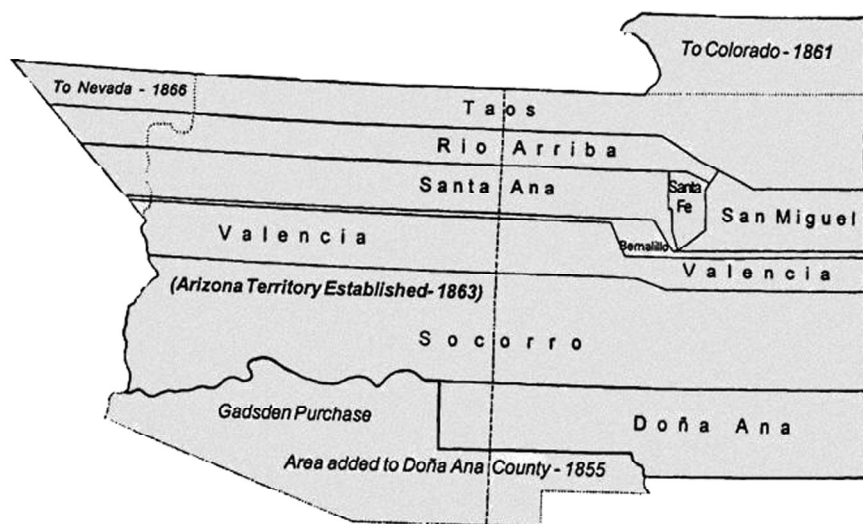 To Colorado - 1861
To Nevada - 1866
Taos
Rio Arriba
Santa Ana
Santa
Fe
San Miguel
Valencia
Bernalillo
Valencia
(Arizona Territory Established- 1863)
Socorro
Gadsden Purchase
Doña Ana
Area added to Doña Ana County - 1855